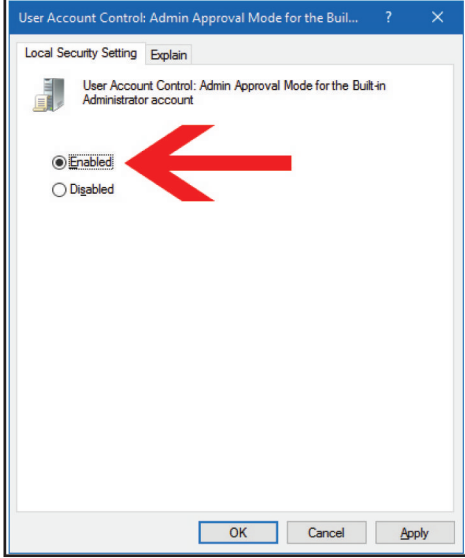 User Account Control: Admin Approval Mode for the Buil... ? ×
Local Security Setting Explain
User Account Control: Admin Approval Mode for the Built-in
Administrator account
Enabled
Disabled
OK Cancel Apply